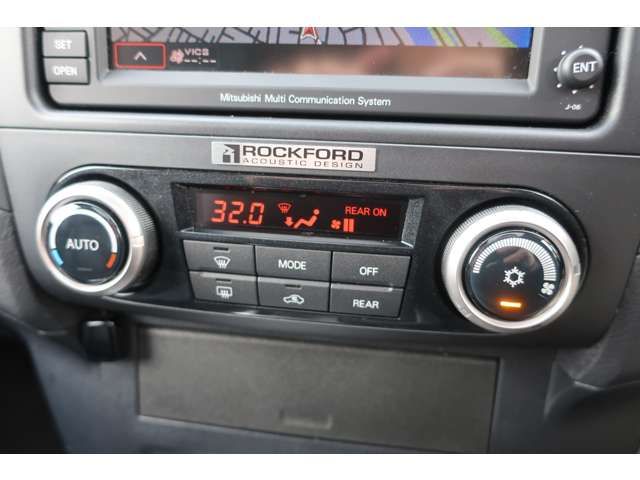 SET
VICS
--:--
OPEN
ENT
Mitsubishi Multi Communication System
J-06
ROCKFORD
ACOUSTIC DESIGN
AUTO
32.0
REAR ON
MODE
OFF
REAR